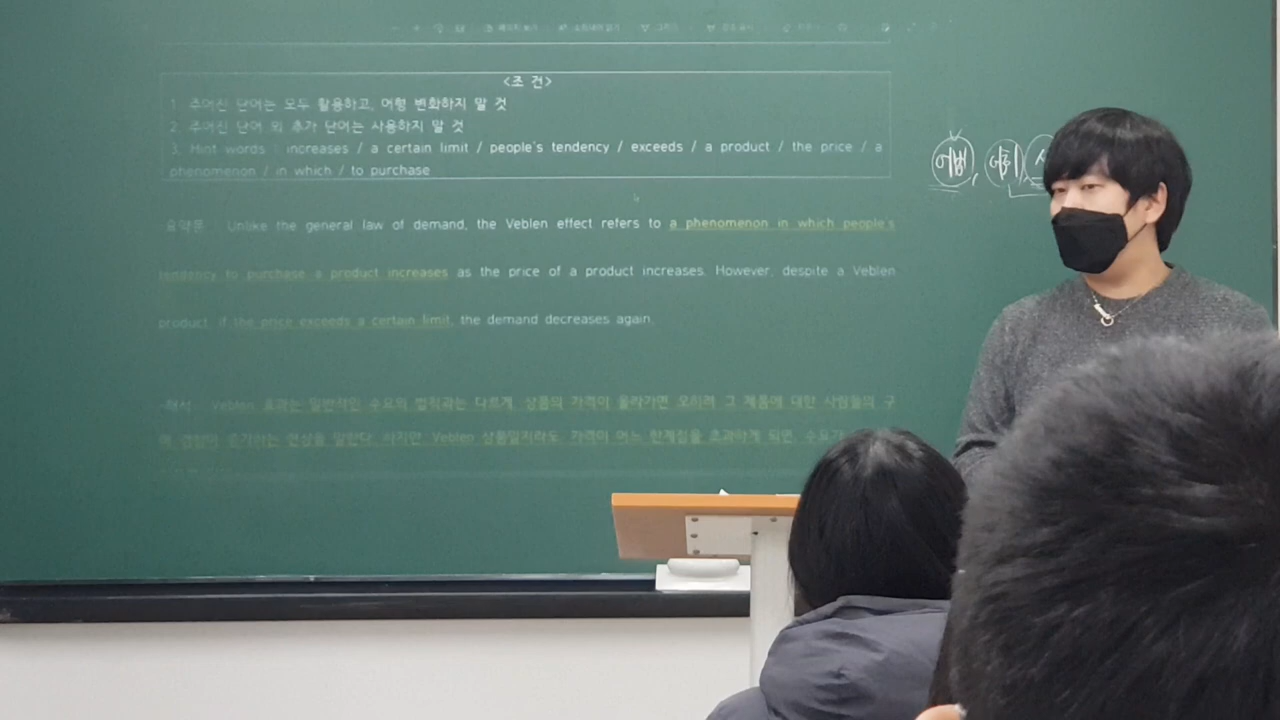 <조 건>
1. 주어진 단어는 모두 활용하고, 어형 변화하지 말 것
2. 주어진 단어 외 추가 단어는 사용하지 말 것
3. Hint words : increases / a certain limit / people's tendency / exceeds / a product / the price / a
phenomenon / in which / to purchase
어법, 어휘,
요약문 Unlike the general law of demand, the Veblen effect refers to a phenomenon in which people's
tendency to purchase a product increases as the price of a product increases. However, despite a Veblen
product, if the price exceeds a certain limit, the demand decreases again.
해석 Veblen 효과는 일반적인 수요의 법칙과는 다르게, 상품의 가격이 올라가면 오히려 그 제품에 대한 사람들의 구
매 경향이 증가하는 현상을 말한다. 하지만 Veblen 상품일지라도, 가격이 어느 한계점을 초과하게 되면, 수요가